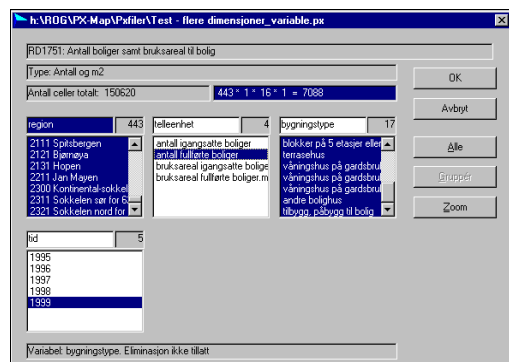 h:\ROG\PX-Map\Pxfiler\Test - flere dimensjoner_variable.px
RD1751: Antall boliger samt bruksareal til bolig
Type: Antall og m2
Antall celler totalt: 150620
443 * 1 * 16 * 1 = 7088
OK
Avbryt
Alle
Gruppér
Zoom
region 443
2111 Spitsbergen
2121 Bjørnøya
2131 Hopen
2211 Jan Mayen
2300 Kontinental-sokkel
2311 Sokkelen sør for 6
2321 Sokkelen nord for
telleenhet 4
antall igangsatte boliger
antall fullførte boliger
bruksareal igangsatte bolige
bruksareal fullførte boliger.m
bygningstype 17
blokker på 5 etasjer eller
terrasehus
våningshus på gardsbrul
våningshus på gardsbrul
våningshus på gardsbrul
andre bolighus
tilbygg, påbygg til bolig
tid 5
1995
1996
1997
1998
1999
Variabel: bygningstype. Eliminasjon ikke tillatt